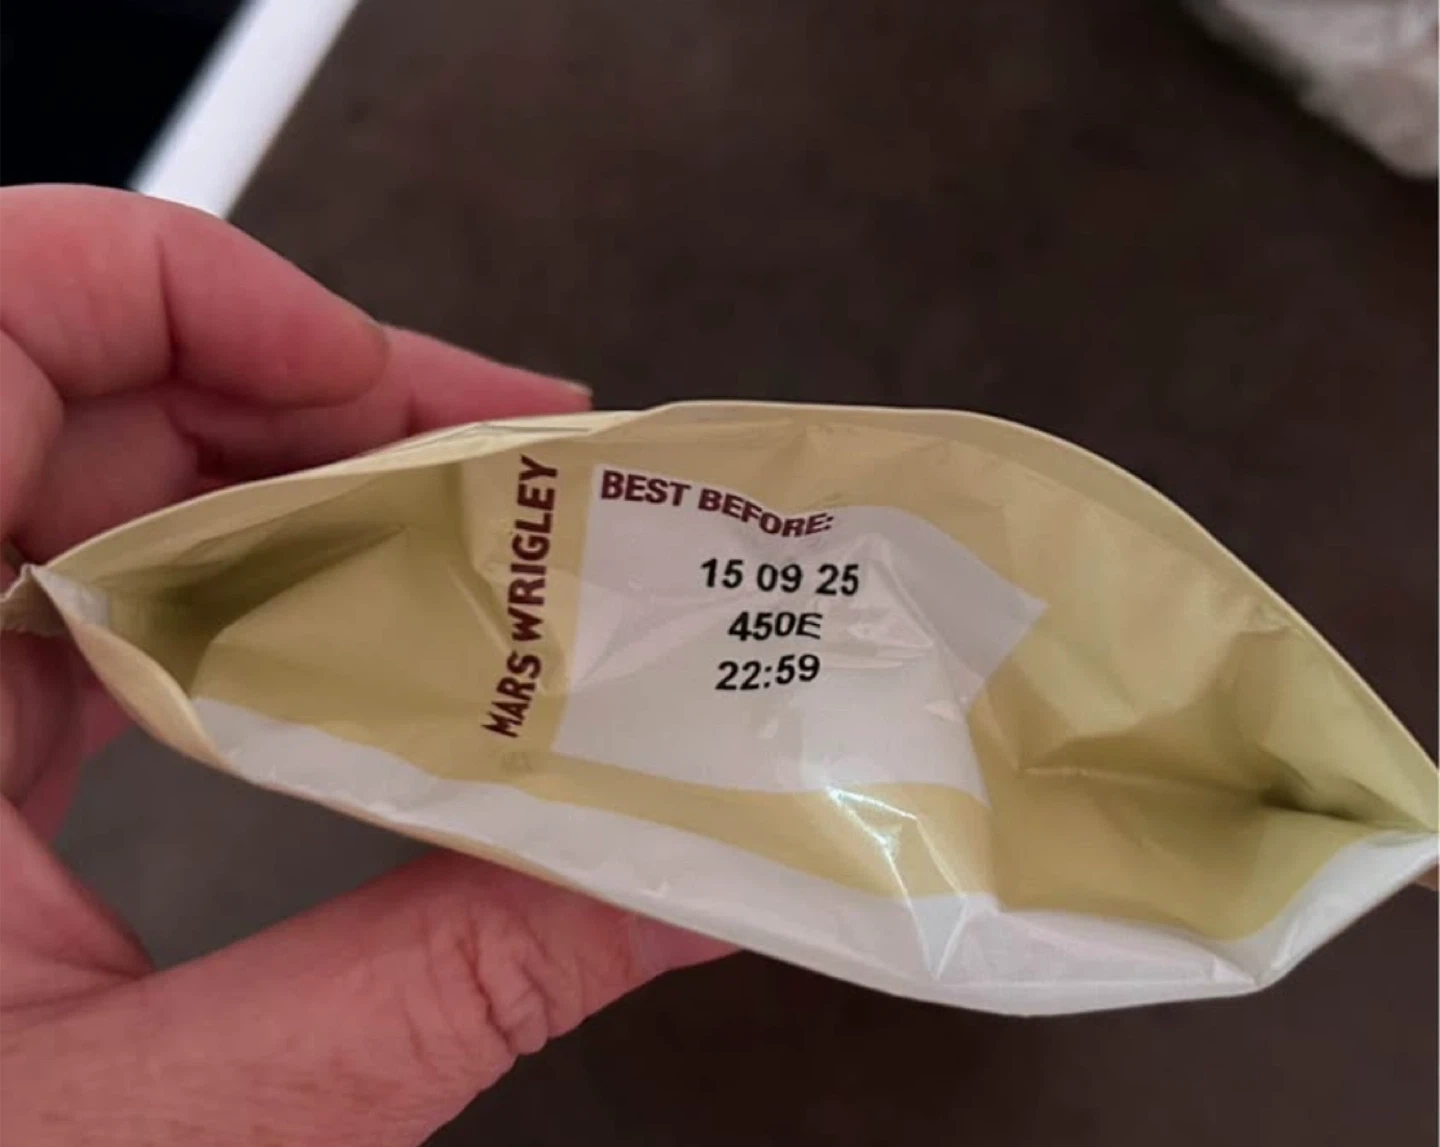 MARS WRIGLEY
BEST BEFORE:
15 09 25
450E
22:59